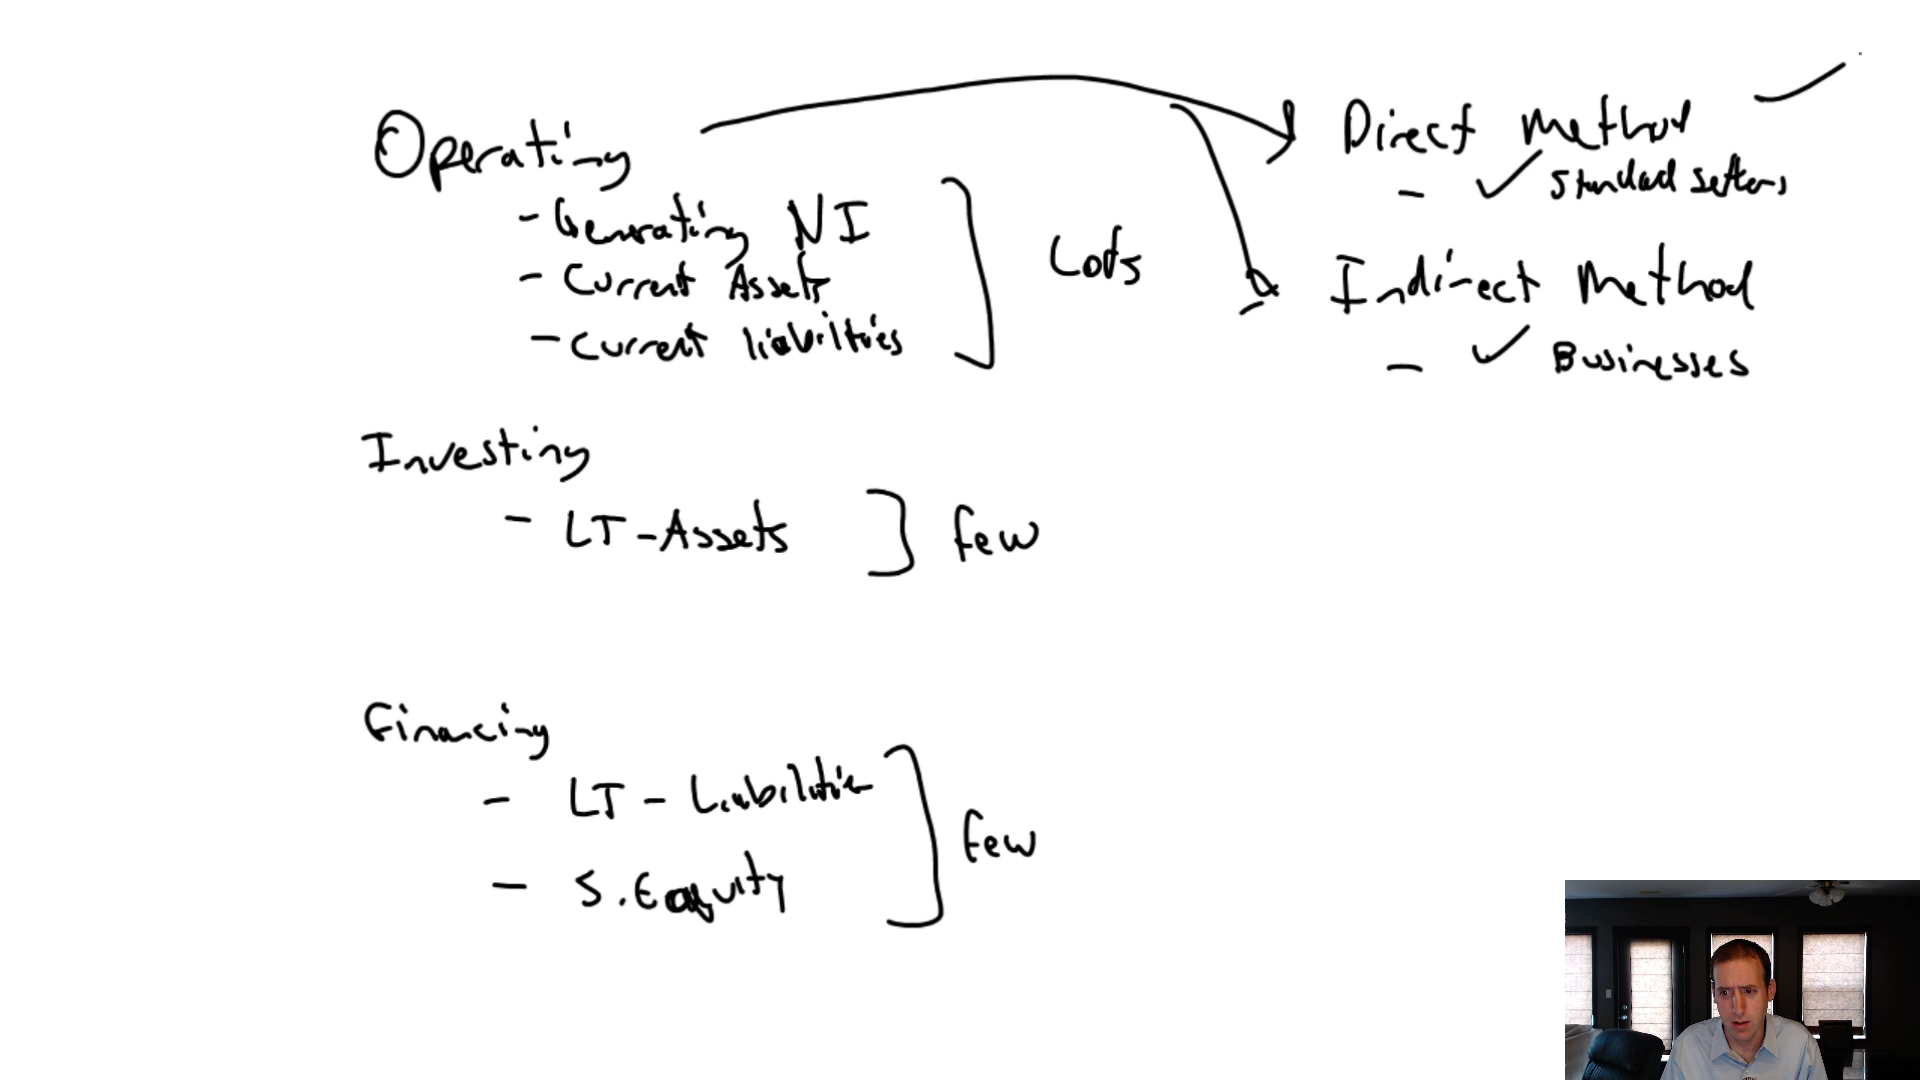 Operating
- Generating NI
- Current Assets
- Current liabilities
Lots
Direct Method
- ✓ Standard setters
Indirect Method
- ✓ Businesses
Investing
- LT-Assets
Few
Financing
- LT - Liabilities
- S. Equity
Few